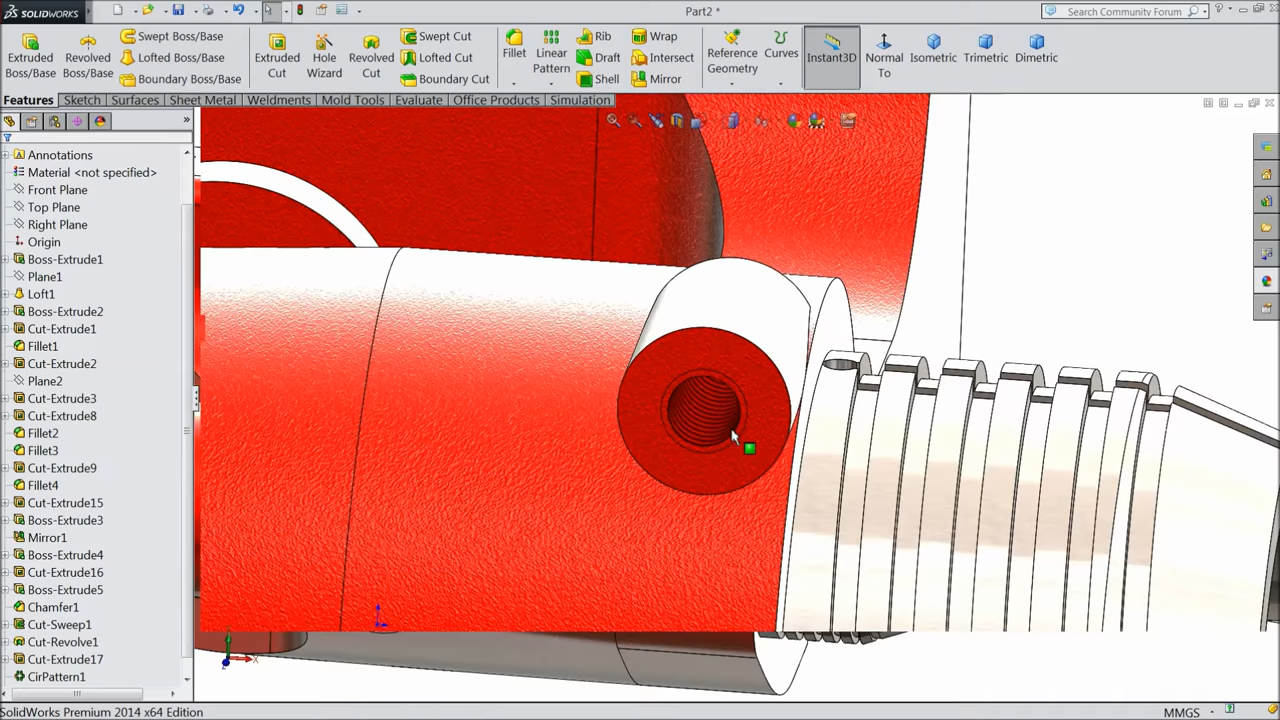 SOLIDWORKS
Part2 *
Search Community Forum
Extruded Boss/Base
Revolved Boss/Base
Swept Boss/Base
Lofted Boss/Base
Boundary Boss/Base
Extruded Cut
Hole Wizard
Revolved Cut
Swept Cut
Lofted Cut
Boundary Cut
Fillet
Linear Pattern
Rib
Draft
Shell
Wrap
Intersect
Mirror
Reference Geometry
Curves
Instant3D
Normal To
Isometric
Trimetric
Dimetric
Features Sketch Surfaces Sheet Metal Weldments Mold Tools Evaluate Office Products Simulation
Annotations
Material <not specified>
Front Plane
Top Plane
Right Plane
Origin
Boss-Extrude1
Plane1
Loft1
Boss-Extrude2
Cut-Extrude1
Fillet1
Cut-Extrude2
Plane2
Cut-Extrude3
Cut-Extrude8
Fillet2
Fillet3
Cut-Extrude9
Fillet4
Cut-Extrude15
Boss-Extrude3
Mirror1
Boss-Extrude4
Cut-Extrude16
Boss-Extrude5
Chamfer1
Cut-Sweep1
Cut-Revolve1
Cut-Extrude17
CirPattern1
X
SolidWorks Premium 2014 x64 Edition
MMGS